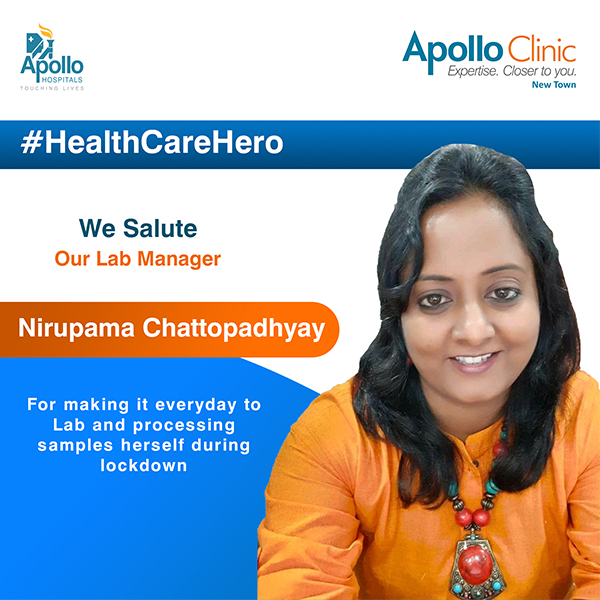 Apollo
HOSPITALS
TOUCHING LIVES
Apollo Clinic
Expertise. Closer to you.
New Town
#HealthCareHero
We Salute
Our Lab Manager
Nirupama Chattopadhyay
For making it everyday to
Lab and processing
samples herself during
lockdown